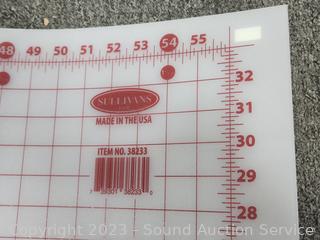 48 49 50 51 52 53 54 55
32
31
SULLIVANS
MADE IN THE USA
30
ITEM NO. 38233
29
28
Copyright 2023 - Sound Auction Service